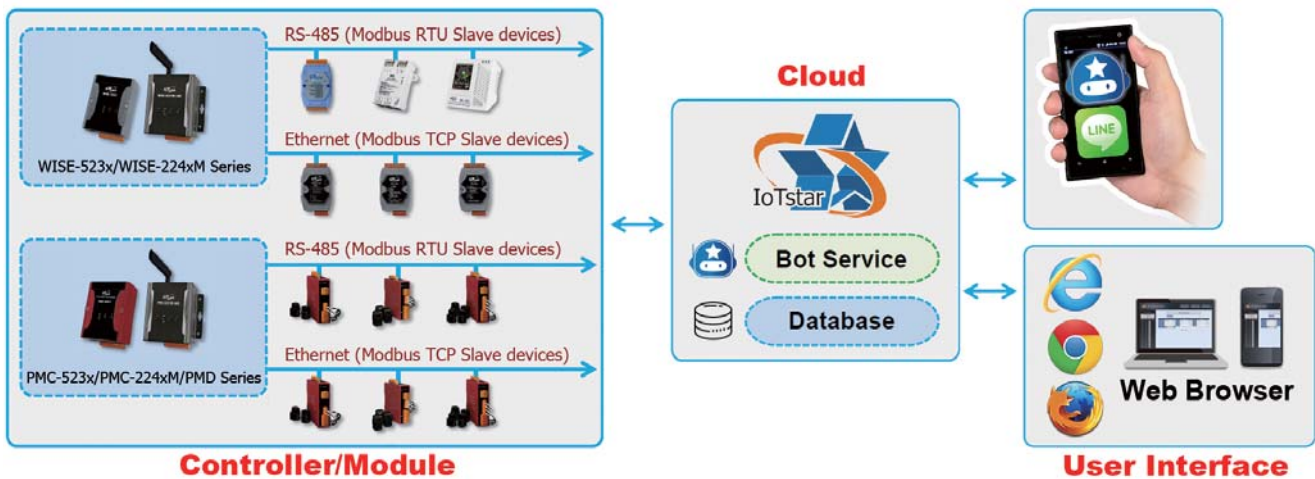 RS-485 (Modbus RTU Slave devices)
WISE-523x/WISE-224xM Series
Ethernet (Modbus TCP Slave devices)
RS-485 (Modbus RTU Slave devices)
PMC-523x/PMC-224xM/PMD Series
Ethernet (Modbus TCP Slave devices)
Controller/Module
Cloud
IoTstar
Bot Service
Database
LINE
Web Browser
User Interface